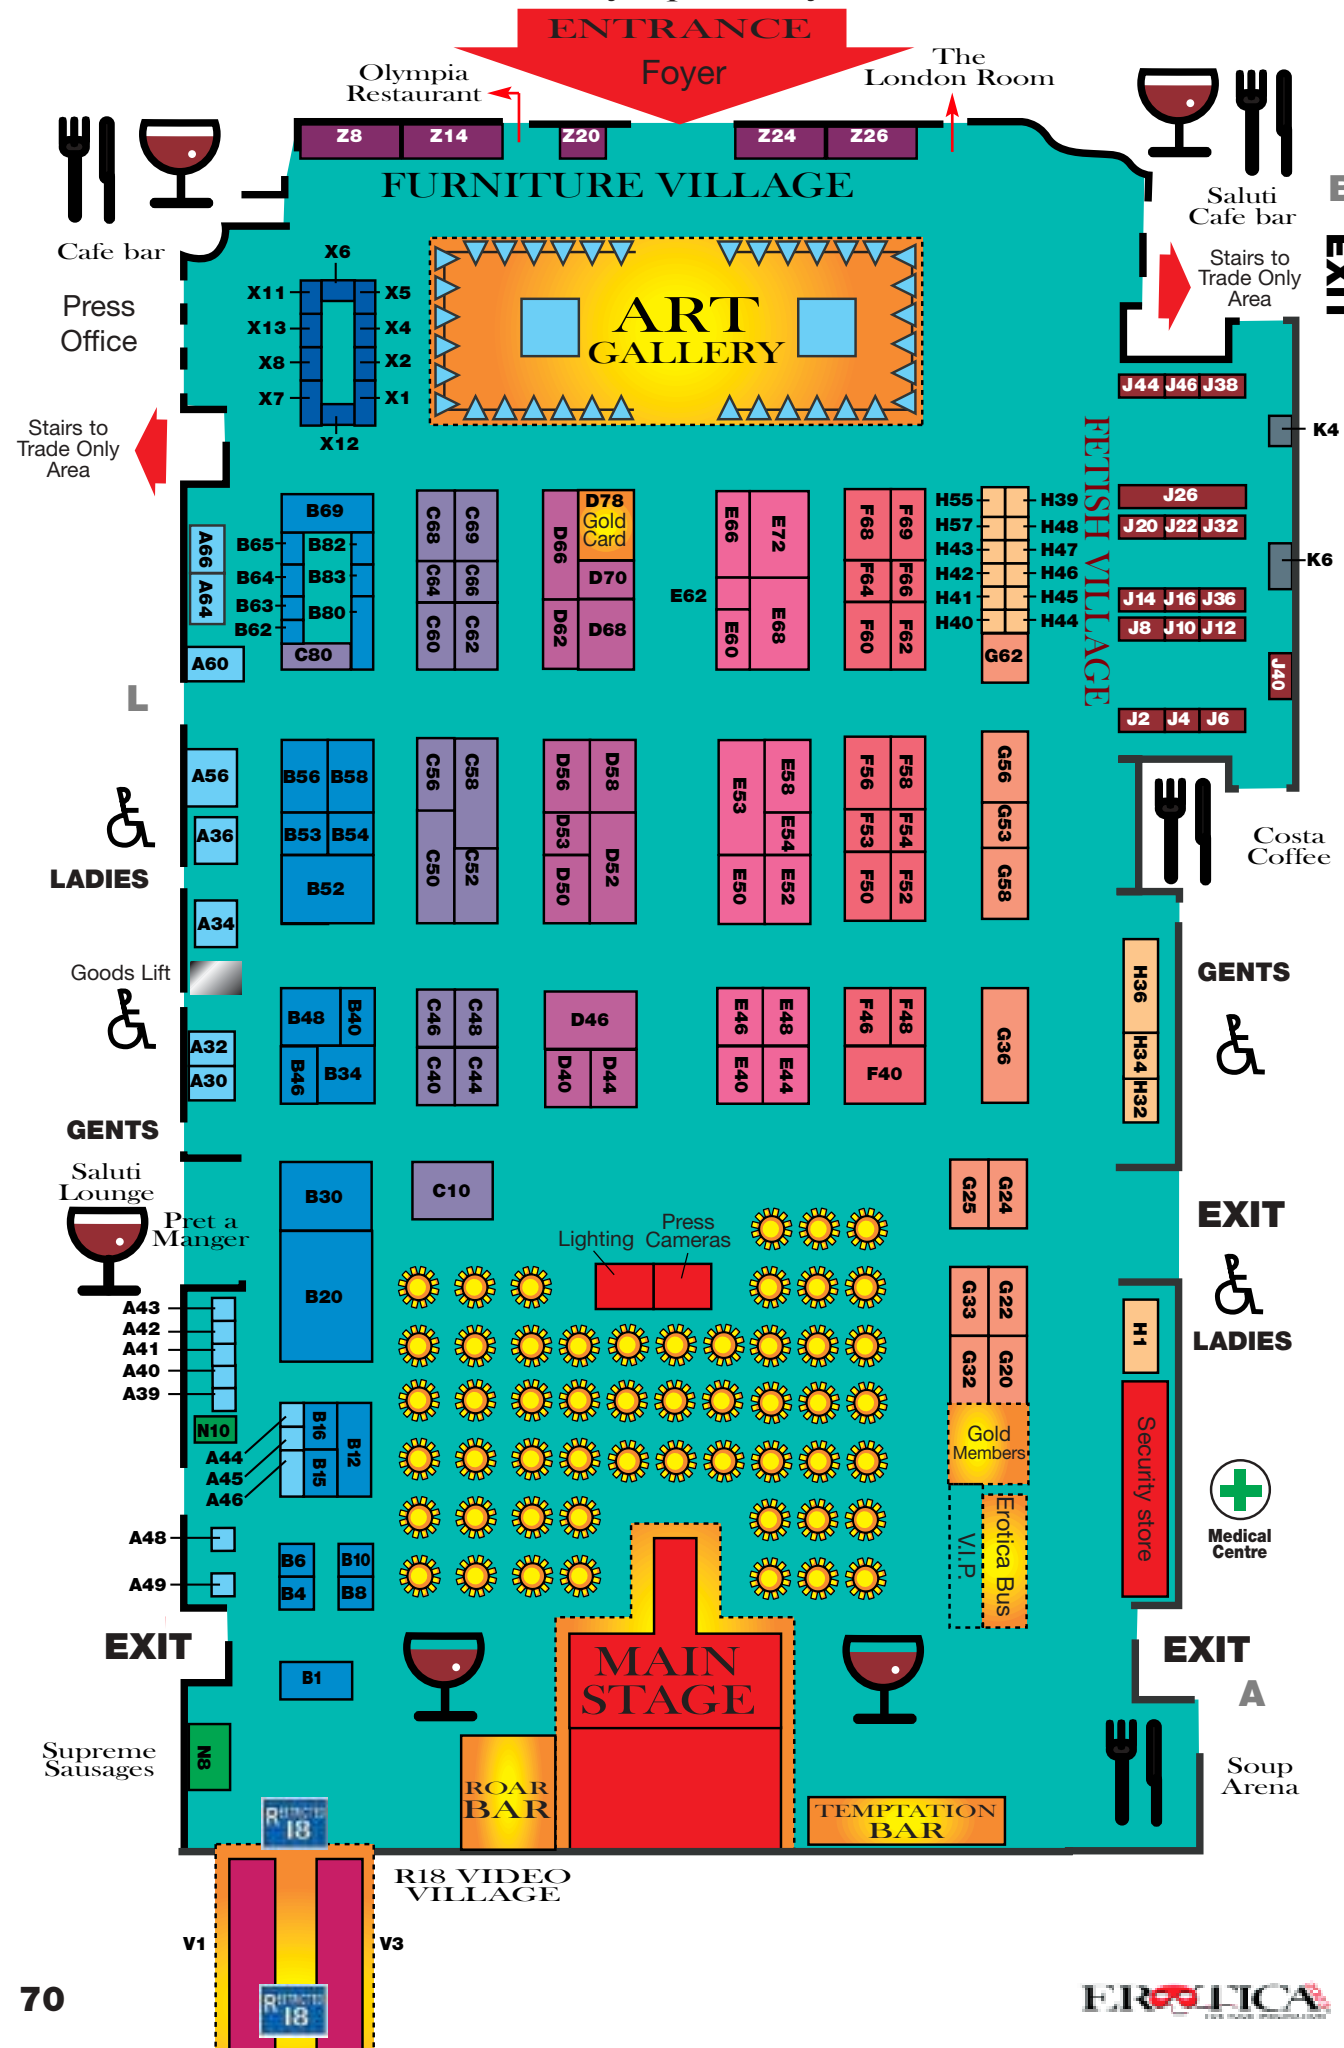 ENTRANCE
Foyer
Olympia
Restaurant
The
London Room
Z8
Z14
Z20
Z24
Z26
FURNITURE VILLAGE
Cafe bar
Saluti
Cafe bar
Press
Office
Stairs to
Trade Only
Area
EXIT
X6
X11
X5
X13
X4
X8
X2
X7
X1
X12
ART
GALLERY
J44 J46 J38
K4
Stairs to
Trade Only
Area
FETISH VILLAGE
J26
J20 J22 J32
K6
J14 J16 J36
J8 J10 J12
J40
J2 J4 J6
A66
A64
A60
B69
B65
B82
B64
B83
B63
B80
B62
C80
C68
C69
C64
C66
C60
C62
D66
D78
Gold
Card
D70
D62
D68
E66
E72
E62
E60
E68
F68
F69
F64
F66
F60
F62
H55
H39
H57
H48
H43
H47
H42
H46
H41
H45
H40
H44
G62
L
A56
A36
LADIES
A34
B56
B58
B53
B54
B52
C56
C58
C50
C52
D56
D58
D53
D50
D52
E53
E58
E54
E50
E52
F56
F58
F53
F54
F50
F52
G56
G53
G58
Costa
Coffee
Goods Lift
A32
A30
GENTS
B48
B40
B46
B34
C46
C48
C40
C44
D46
D40
D44
E46
E48
E40
E44
F46
F48
F40
G36
H36
H34
H32
GENTS
Saluti
Lounge
Pret a
Manger
B30
B20
C10
Lighting
Press
Cameras
G25
G24
G33
G22
G32
G20
EXIT
LADIES
H1
A43
A42
A41
A40
A39
N10
A44
A45
A46
B16
B15
B12
A48
A49
B6
B4
B10
B8
Gold
Members
V.I.P.
Erotica Bus
Security store
Medical
Centre
EXIT
B1
MAIN
STAGE
EXIT
A
Supreme
Sausages
N8
ROAR
BAR
TEMPTATION
BAR
Soup
Arena
RESTRICTED
18
R18 VIDEO
VILLAGE
V1
V3
RESTRICTED
18
70
EROTICA